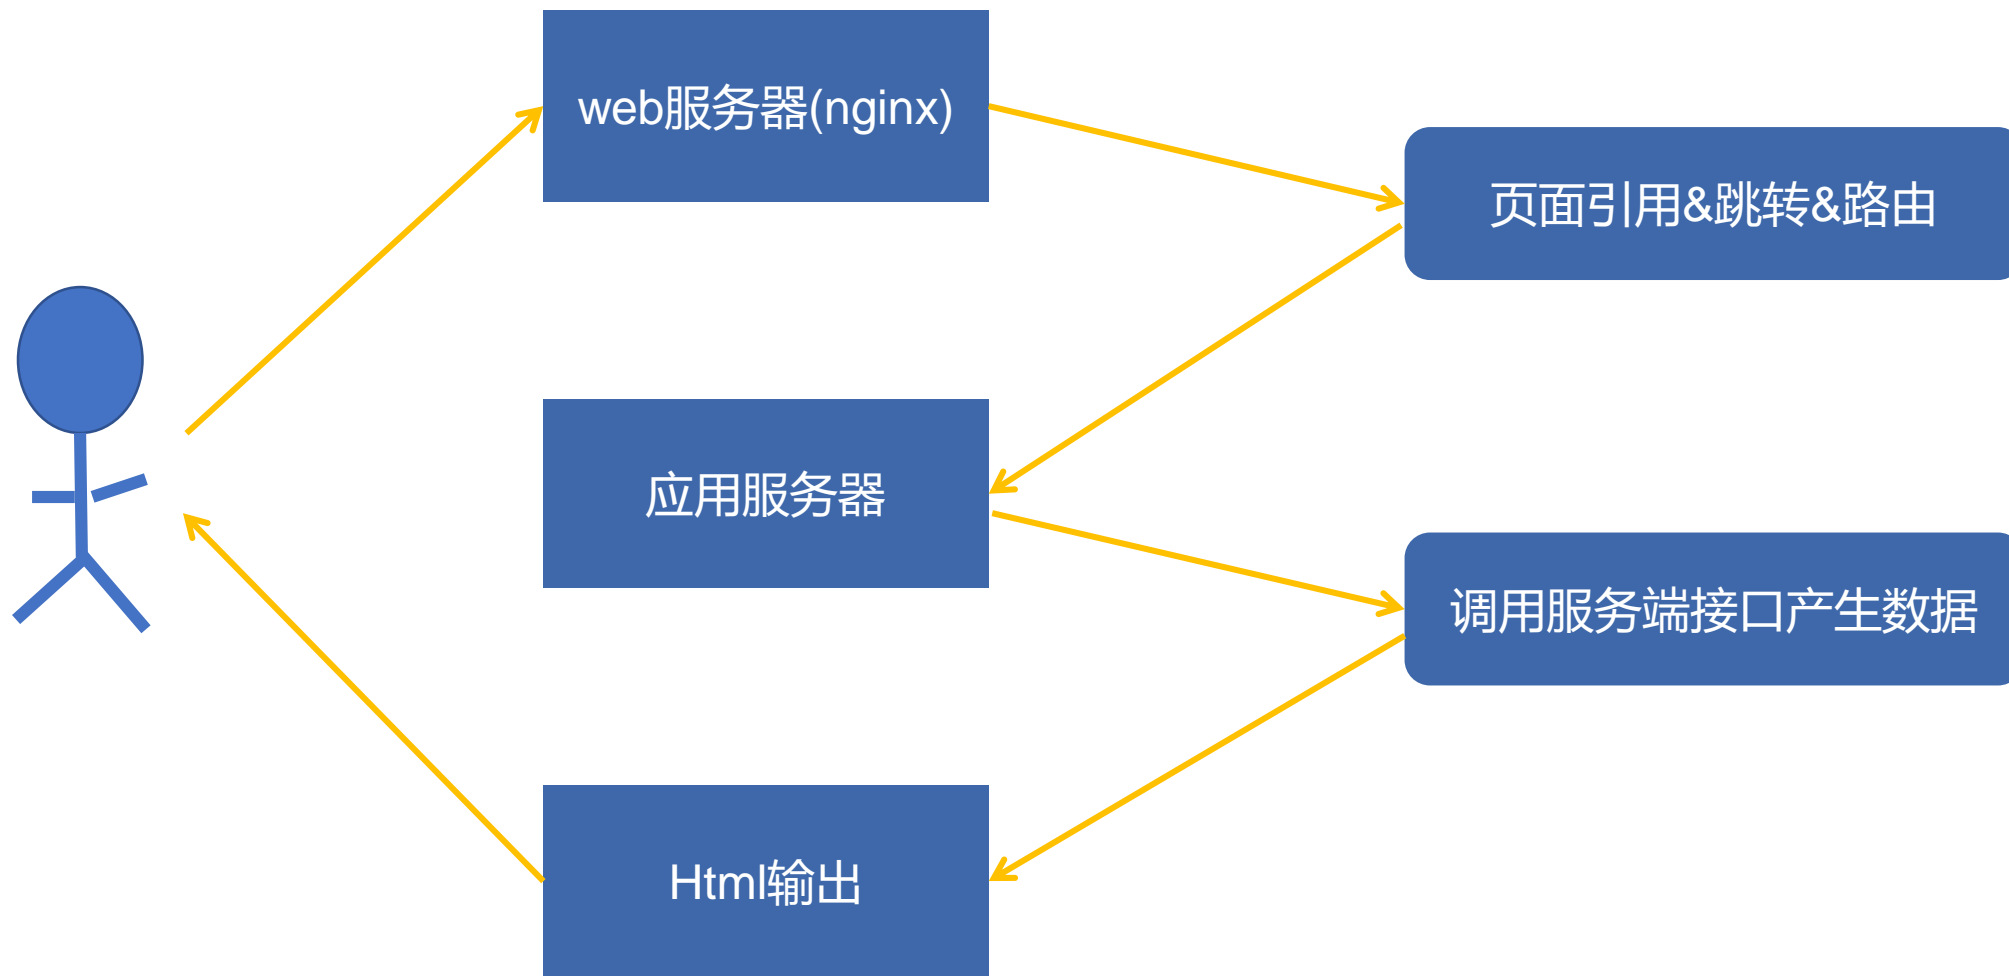 web服务器(nginx)
页面引用&跳转&路由
应用服务器
调用服务端接口产生数据
Html输出